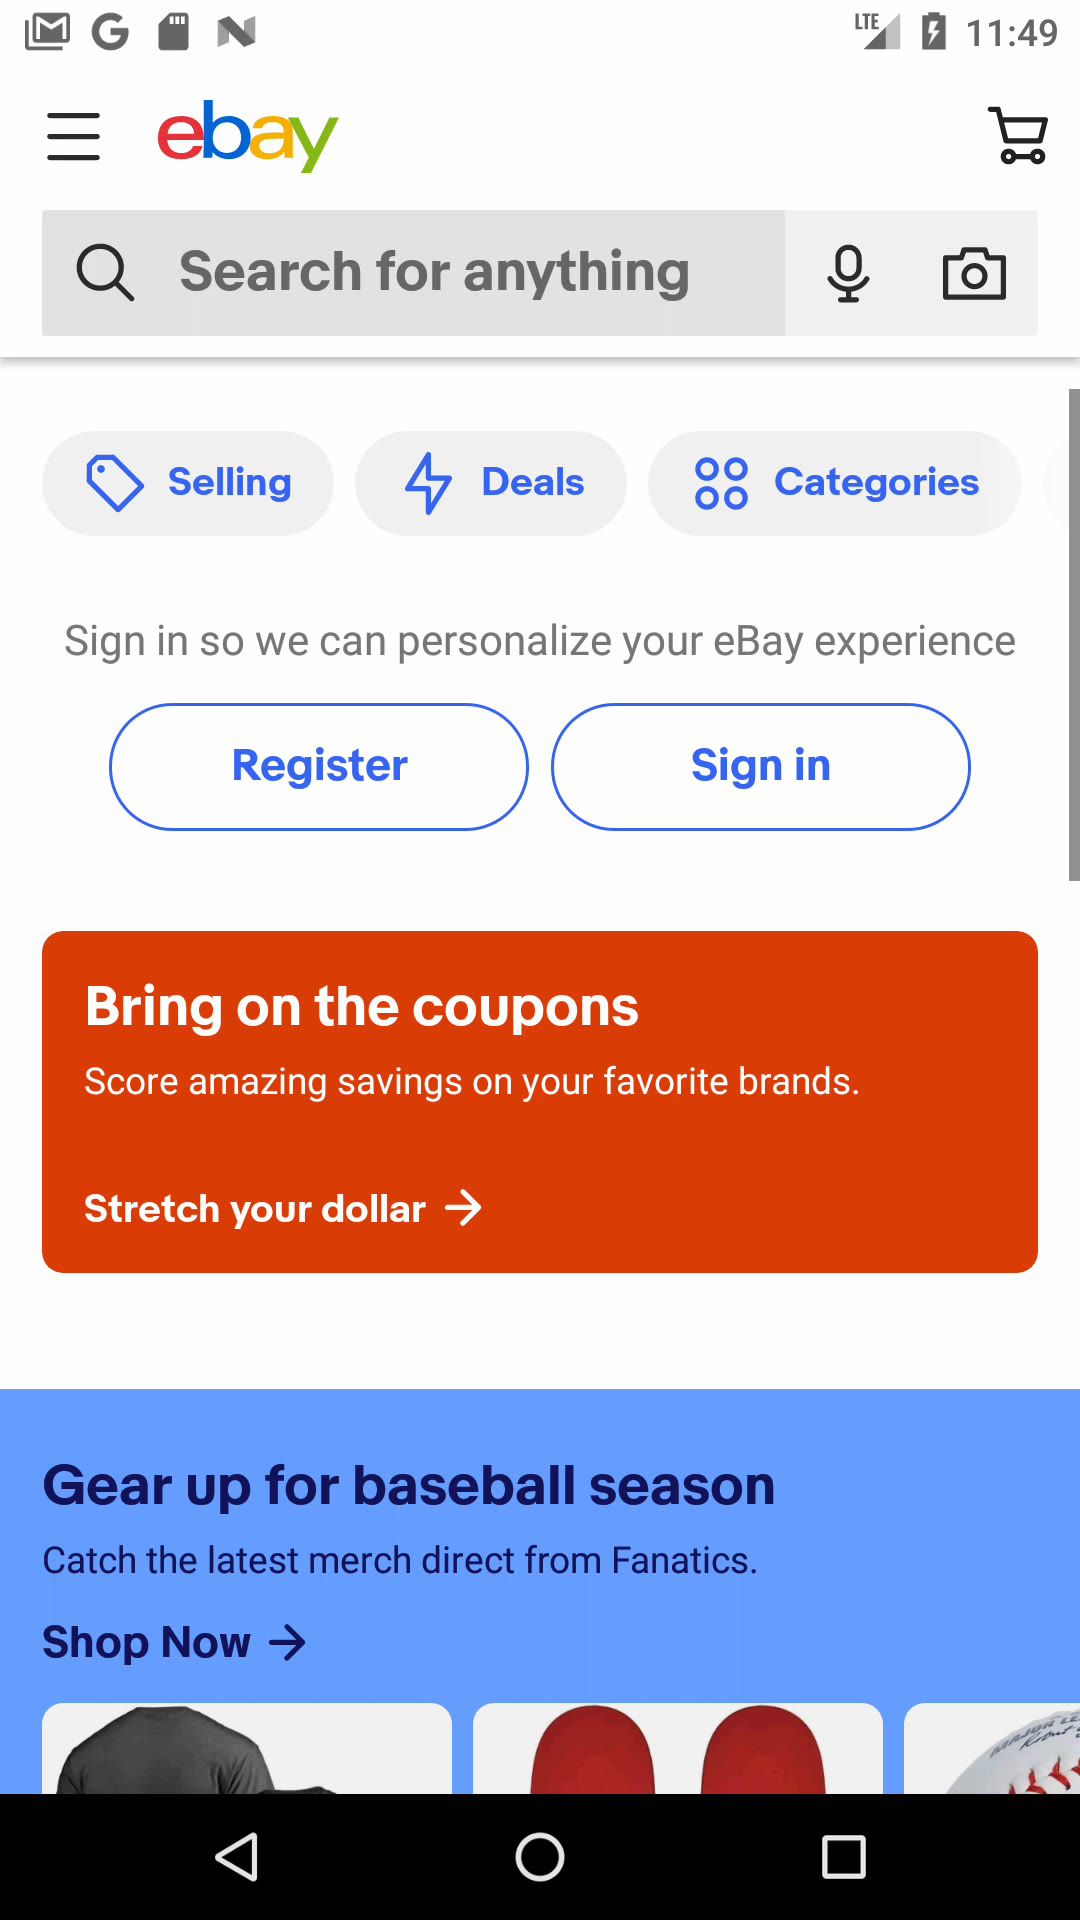 LTE 11:49
ebay
Search for anything
Selling Deals Categories
Sign in so we can personalize your eBay experience
Register Sign in
Bring on the coupons
Score amazing savings on your favorite brands.
Stretch your dollar
Gear up for baseball season
Catch the latest merch direct from Fanatics.
Shop Now